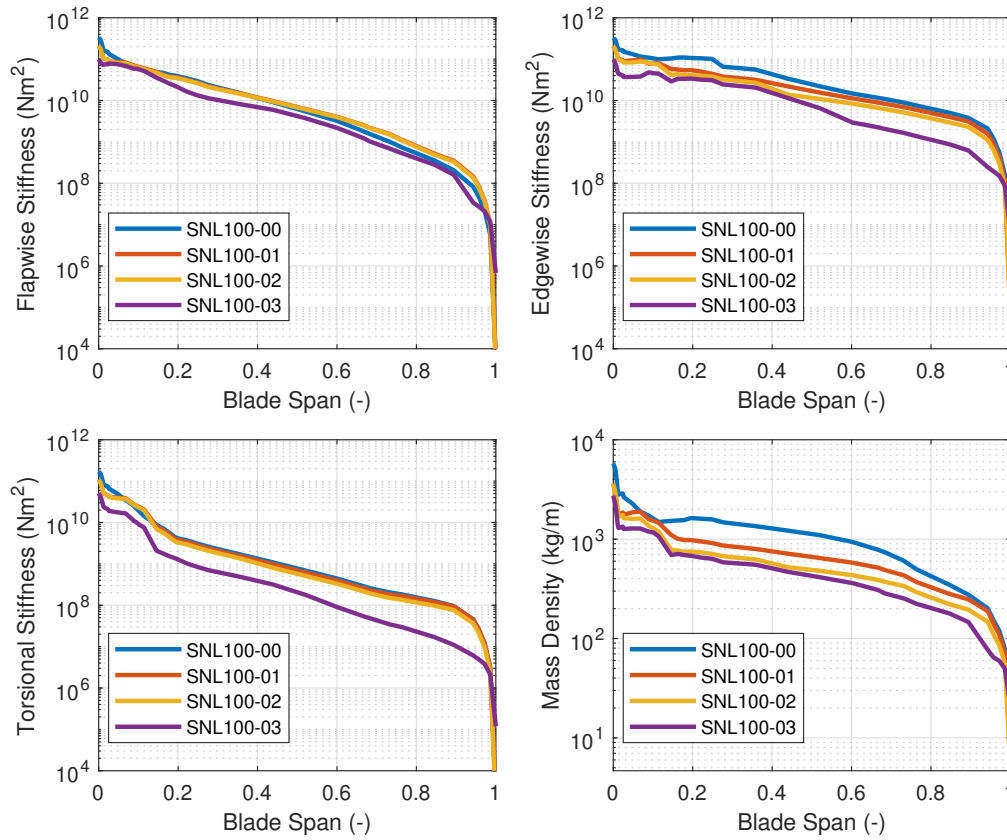 10^12
10^10
10^8
10^6
10^4
Flapwise Stiffness (Nm^2)
SNL100-00
SNL100-01
SNL100-02
SNL100-03
0 0.2 0.4 0.6 0.8 1
Blade Span (-)
10^12
10^10
10^8
10^6
10^4
Edgewise Stiffness (Nm^2)
SNL100-00
SNL100-01
SNL100-02
SNL100-03
0 0.2 0.4 0.6 0.8 1
Blade Span (-)
10^12
10^10
10^8
10^6
10^4
Torsional Stiffness (Nm^2)
SNL100-00
SNL100-01
SNL100-02
SNL100-03
0 0.2 0.4 0.6 0.8 1
Blade Span (-)
10^4
10^3
10^2
10^1
Mass Density (kg/m)
SNL100-00
SNL100-01
SNL100-02
SNL100-03
0 0.2 0.4 0.6 0.8 1
Blade Span (-)